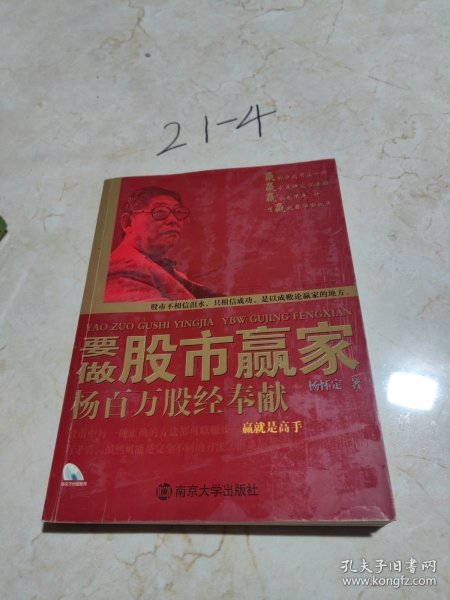 21-4
股市不相信泪水，只相信成功，是以成败论赢家的地方。
YAO ZUO GUSHI YINGJIA YBW GUJING FENGXIAN
要做股市赢家
杨怀定 著
杨百万股经奉献
赢就是高手
南京大学出版社
孔夫子旧书网
www.kongfz.com